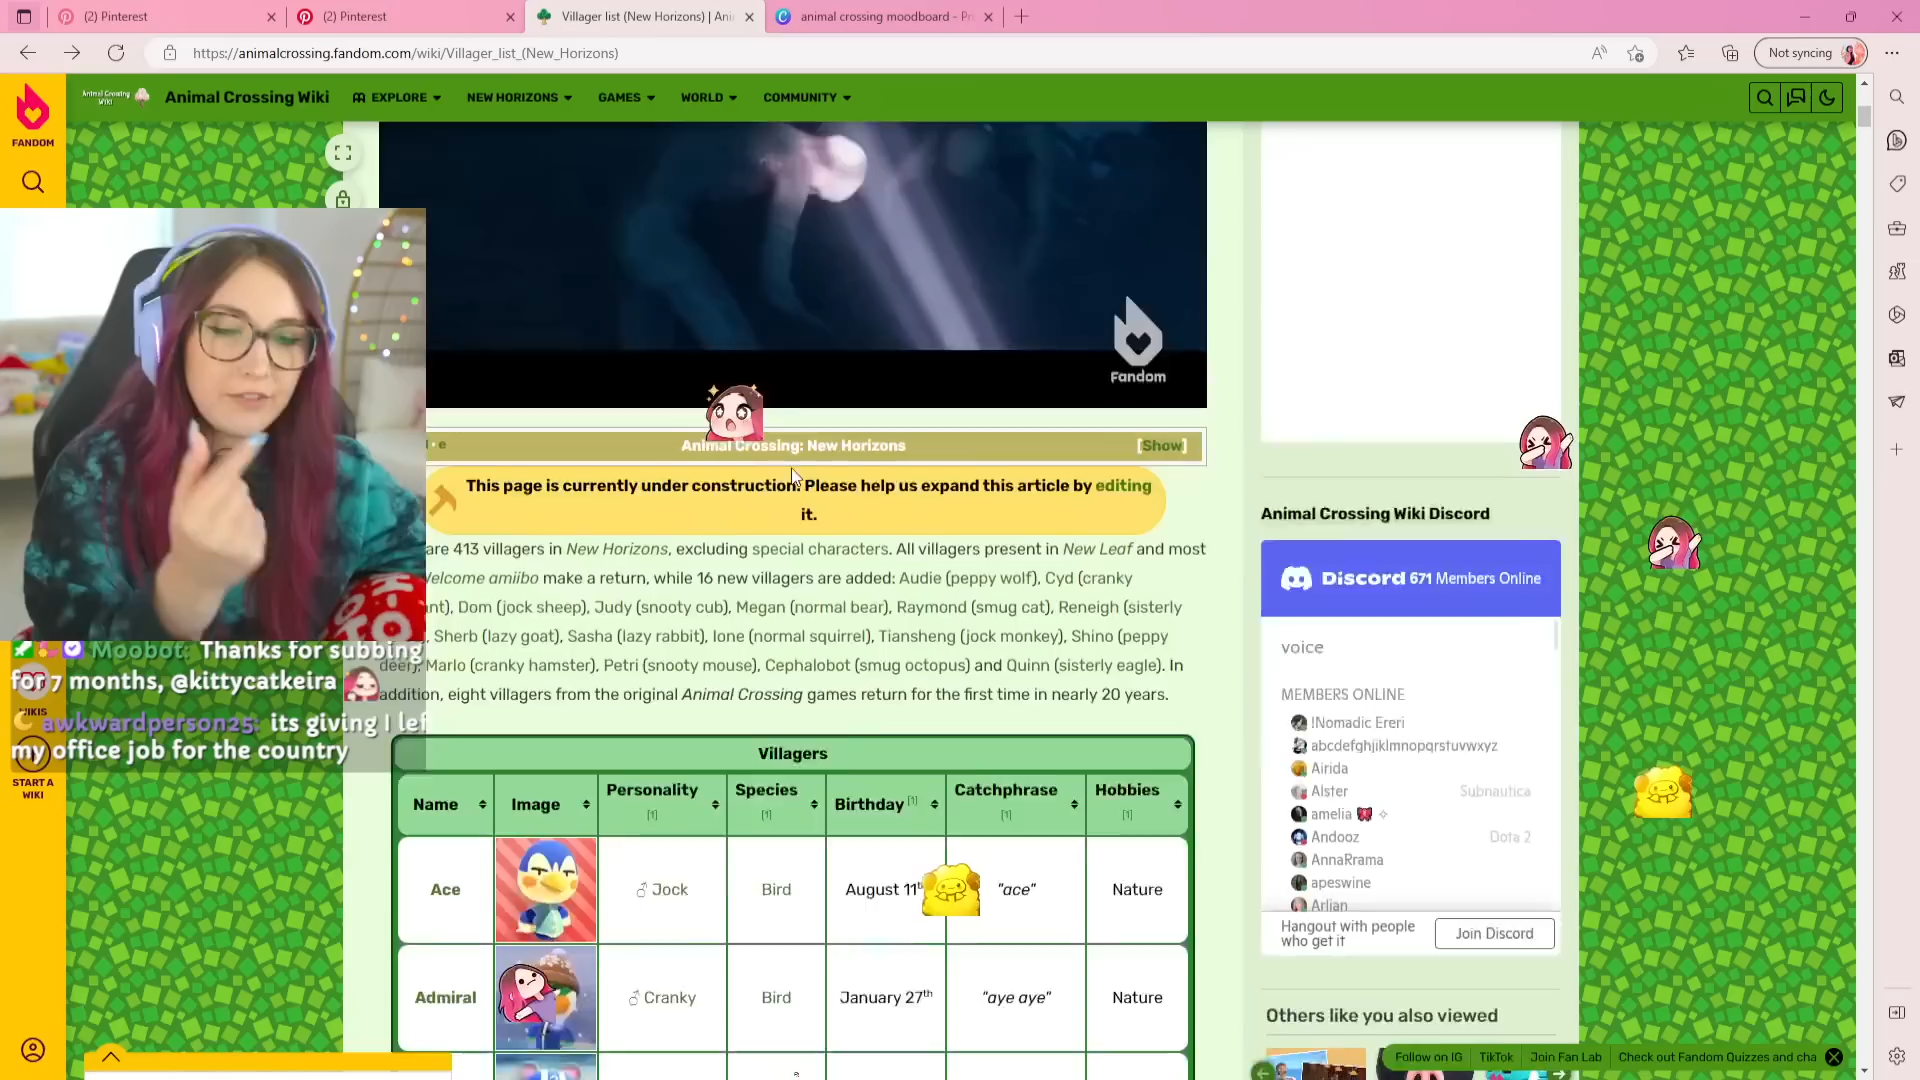 (2) Pinterest
(2) Pinterest
Villager list (New Horizons) | Ani
animal crossing moodboard - Pr
https://animalcrossing.fandom.com/wiki/Villager_list_(New_Horizons)
Not syncing
FANDOM
Animal Crossing Wiki
Animal Crossing Wiki
EXPLORE
NEW HORIZONS
GAMES
WORLD
COMMUNITY
Fandom
e
Animal Crossing: New Horizons
[Show]
This page is currently under construction. Please help us expand this article by editing
it.
are 413 villagers in New Horizons, excluding special characters. All villagers present in New Leaf and most
Welcome amiibo make a return, while 16 new villagers are added: Audie (peppy wolf), Cyd (cranky
Dom (jock sheep), Judy (snooty cub), Megan (normal bear), Raymond (smug cat), Reneigh (sisterly
Sherb (lazy goat), Sasha (lazy rabbit), Ione (normal squirrel), Tiansheng (jock monkey), Shino (peppy
deer), Marlo (cranky hamster), Petri (snooty mouse), Cephalobot (smug octopus) and Quinn (sisterly eagle). In
addition, eight villagers from the original Animal Crossing games return for the first time in nearly 20 years.
Moobot: Thanks for subbing
for 7 months, @kittycatkeira
awkwardperson25: its giving I lef
my office job for the country
WIKIS
START A
WIKI
Villagers
Name
Image
Personality [1]
Species [1]
Birthday [1]
Catchphrase [1]
Hobbies [1]
Ace
♂ Jock
Bird
August 11
"ace"
Nature
Admiral
♂ Cranky
Bird
January 27th
"aye aye"
Nature
Animal Crossing Wiki Discord
Discord 671 Members Online
voice
MEMBERS ONLINE
!Nomadic Ereri
abcdefghjiklmnopqrstuvwxyz
Airida
Alster
Subnautica
amelia
Andooz
Dota 2
AnnaRrama
apeswine
Arlian
Hangout with people
who get it
Join Discord
Others like you also viewed
Follow on IG
TikTok
Join Fan Lab
Check out Fandom Quizzes and cha